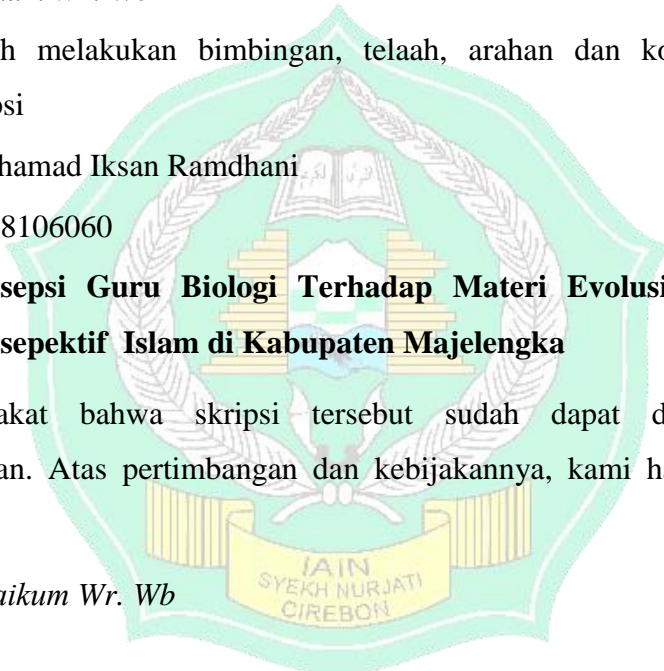 h melakukan bimbingan, telaah, arahan dan ko
si
hamad Iksan Ramdhani
8106060
sepsi Guru Biologi Terhadap Materi Evolusi
sepektif Islam di Kabupaten Majelengka
akat bahwa skripsi tersebut sudah dapat d
an. Atas pertimbangan dan kebijakannya, kami ha
IAIN
SYEKH NURJATI
CIREBON
aikum Wr. Wb